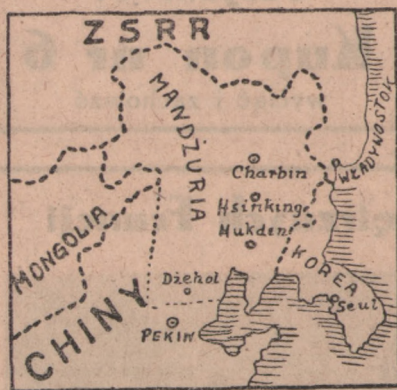 ZSRR
MANDŻURIA
WŁADYWOSTOK
Charbin
Hsinking
Mukden
MONGOLIA
KOREA
Dżehol
Seul
CHINY
PEKIN